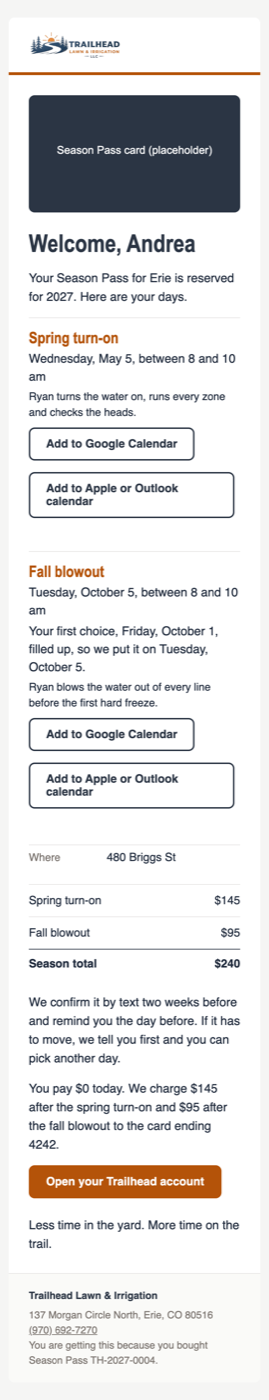 TRAILHEAD
LAWN & IRRIGATION
LLC
Season Pass card (placeholder)
Welcome, Andrea
Your Season Pass for Erie is reserved
for 2027. Here are your days.
Spring turn-on
Wednesday, May 5, between 8 and 10
am
Ryan turns the water on, runs every zone
and checks the heads.
Add to Google Calendar
Add to Apple or Outlook
calendar
Fall blowout
Tuesday, October 5, between 8 and 10
am
Your first choice, Friday, October 1,
filled up, so we put it on Tuesday,
October 5.
Ryan blows the water out of every line
before the first hard freeze.
Add to Google Calendar
Add to Apple or Outlook
calendar
Where 480 Briggs St
Spring turn-on $145
Fall blowout $95
Season total $240
We confirm it by text two weeks before
and remind you the day before. If it has
to move, we tell you first and you can
pick another day.
You pay $0 today. We charge $145
after the spring turn-on and $95 after
the fall blowout to the card ending
4242.
Open your Trailhead account
Less time in the yard. More time on the
trail.
Trailhead Lawn & Irrigation
137 Morgan Circle North, Erie, CO 80516
(970) 692-7270
You are getting this because you bought
Season Pass TH-2027-0004.